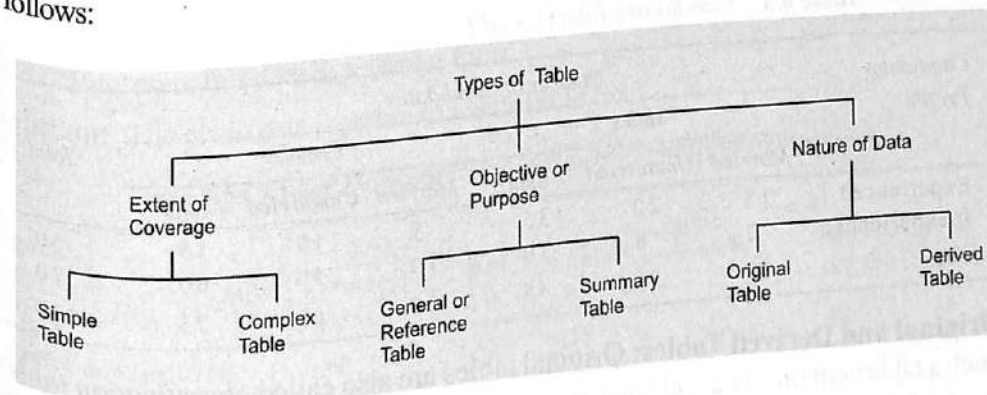 follows:
Types of Table
Extent of
Coverage
Objective or
Purpose
Nature of Data
Simple
Table
Complex
Table
General or
Reference
Table
Summary
Table
Original
Table
Derived
Table